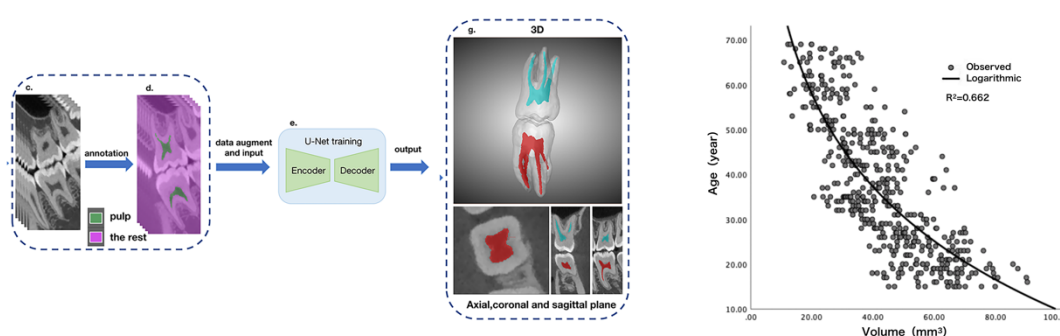 c.
d.
annotation
pulp
the rest
data augment
and input
e.
U-Net training
Encoder
Decoder
output
g.
3D
Axial,coronal and sagittal plane
Age (year)
70.00
60.00
50.00
40.00
30.00
20.00
10.00
Observed
Logarithmic
R²=0.662
.00
20.00
40.00
60.00
80.00
100.
Volume (mm³)